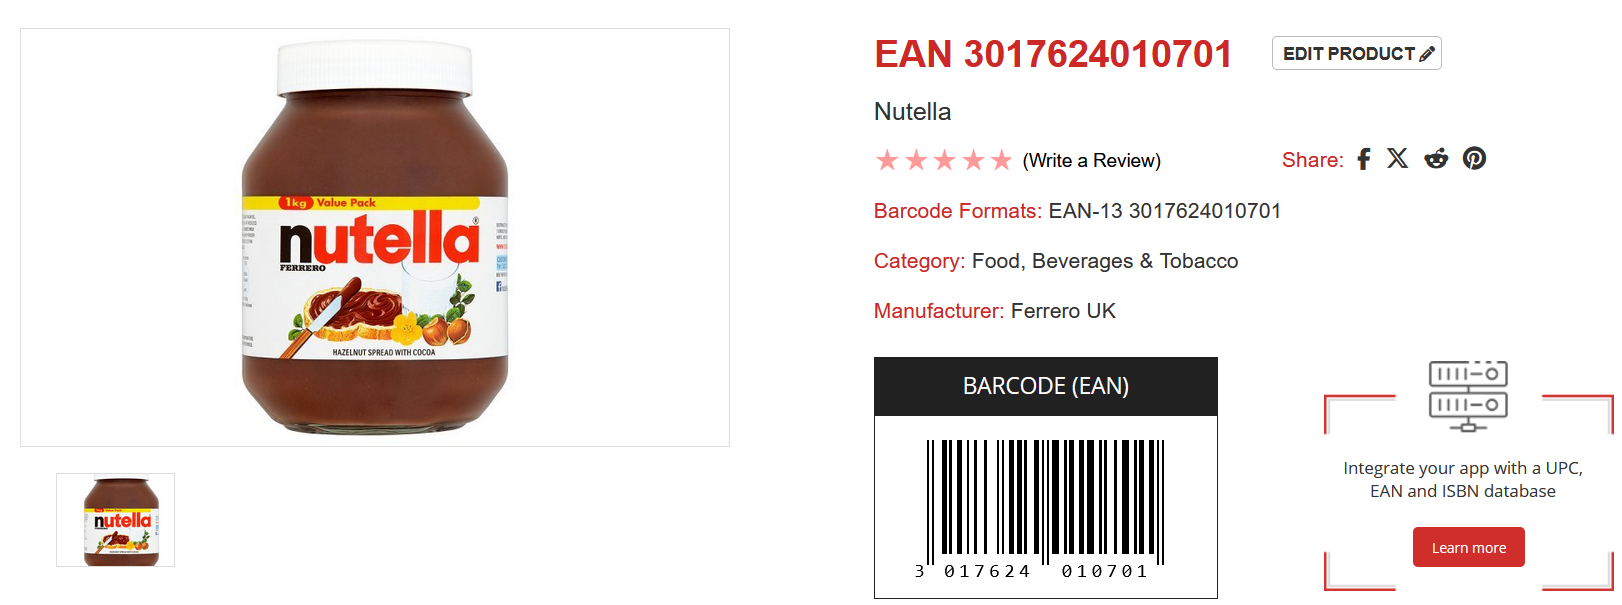 1kg Value Pack
nutella
®
FERRERO
HAZELNUT SPREAD WITH COCOA
nutella
EAN 3017624010701
EDIT PRODUCT
Nutella
(Write a Review)
Share:
Barcode Formats: EAN-13 3017624010701
Category: Food, Beverages & Tobacco
Manufacturer: Ferrero UK
BARCODE (EAN)
3 017624 010701
Integrate your app with a UPC,
EAN and ISBN database
Learn more